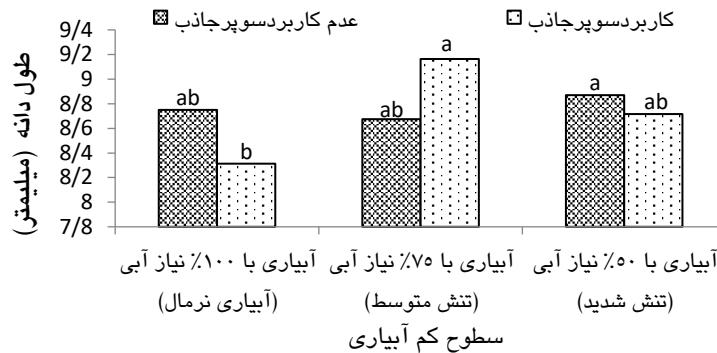 عدم کاربردسوپرجاذب
کاربردسوپرجاذب
طول دانه (میلیمتر)
9/4
9/2
9
8/8
8/6
8/4
8/2
8
7/8
ab
b
ab
a
a
ab
آبیاری با ۱۰۰٪ نیاز آبی
(آبیاری نرمال)
آبیاری با ۷۵٪ نیاز آبی
(تنش متوسط)
آبیاری با ۵۰٪ نیاز آبی
(تنش شدید)
سطوح کم آبیاری